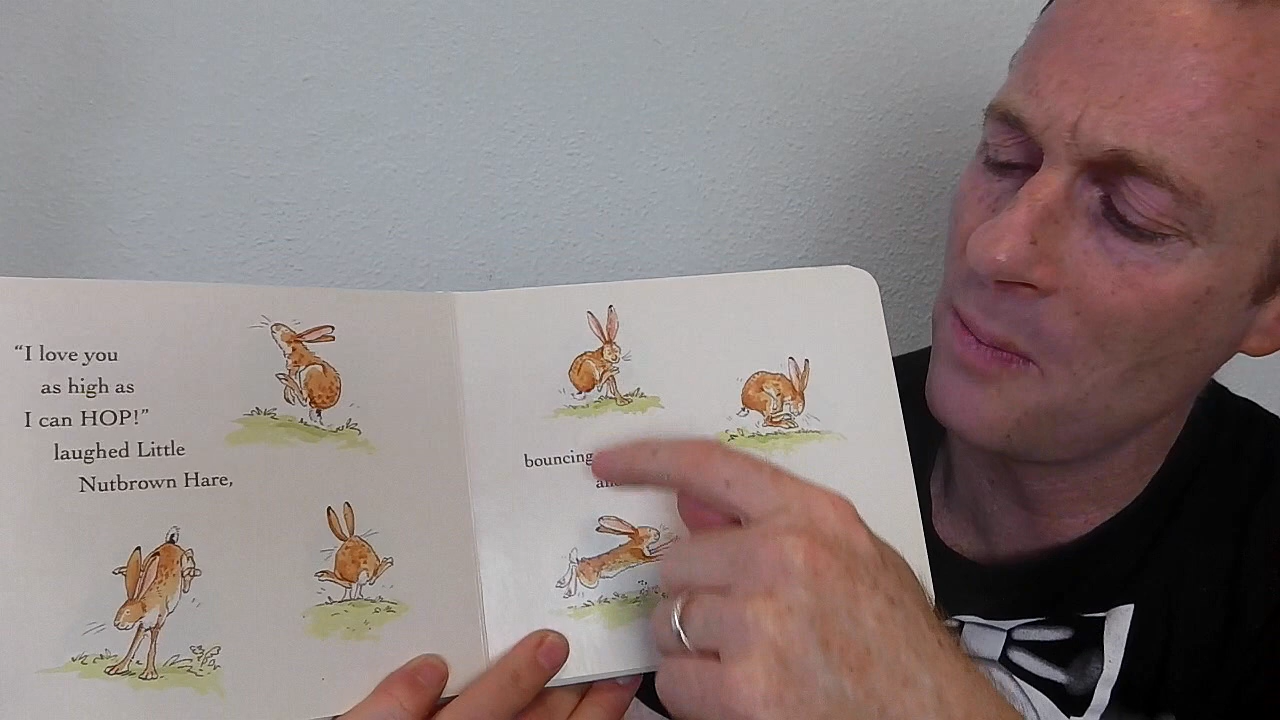 “I love you
as high as
I can HOP!”
laughed Little
Nutbrown Hare,
bouncing